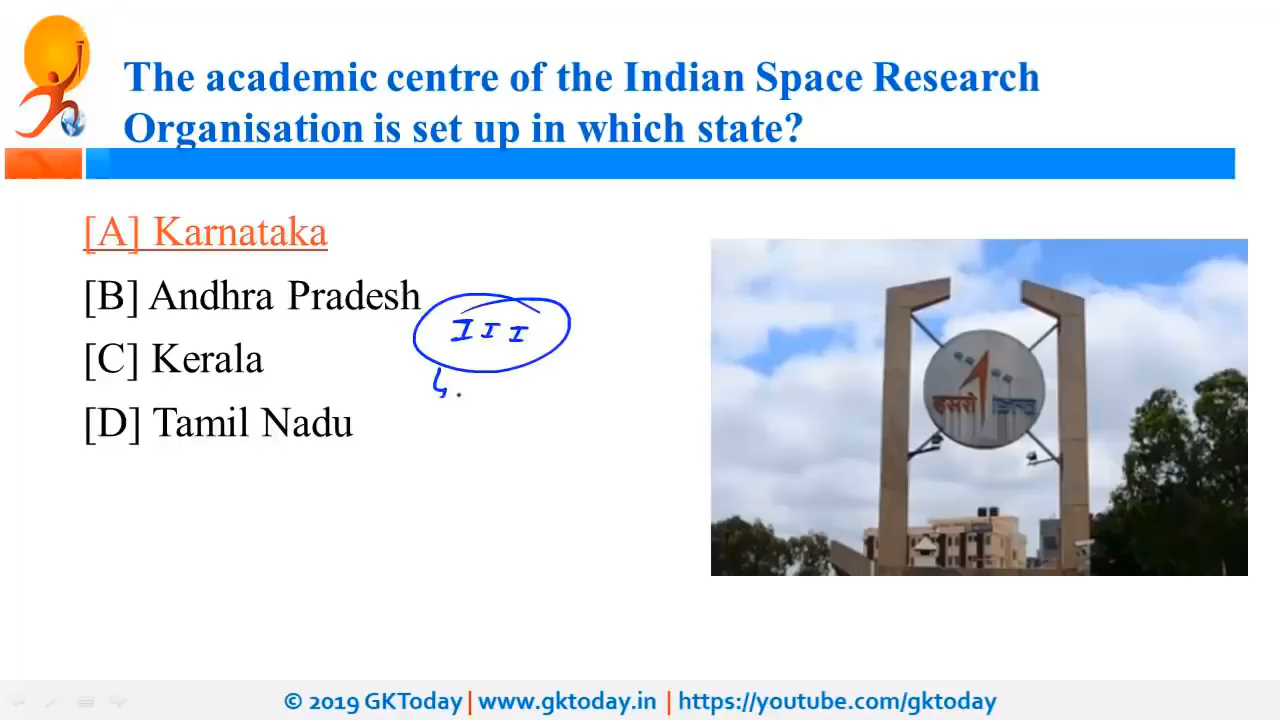 The academic centre of the Indian Space Research
Organisation is set up in which state?
[A] Karnataka
[B] Andhra Pradesh
[C] Kerala
[D] Tamil Nadu
I I I
इसरो isro
© 2019 GKToday | www.gktoday.in | https://youtube.com/gktoday